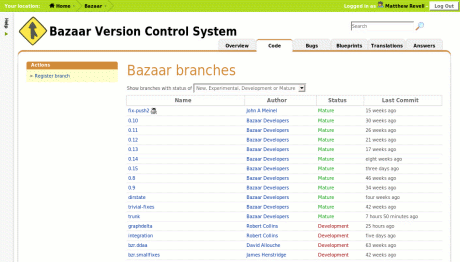 Your location: Home Bazaar Logged in as Matthew Revell Log Out
Help
Bazaar Version Control System
Search
Overview Code Bugs Blueprints Translations Answers
Actions
Register branch
Bazaar branches
Show branches with status of New, Experimental, Development or Mature
Name Author Status Last Commit
fix-push2 John A Meinel Mature 15 weeks ago
0.10 Bazaar Developers Mature 30 weeks ago
0.11 Bazaar Developers Mature 26 weeks ago
0.12 Bazaar Developers Mature 21 weeks ago
0.13 Bazaar Developers Mature 17 weeks ago
0.14 Bazaar Developers Mature eight weeks ago
0.15 Bazaar Developers Mature three days ago
0.8 Bazaar Developers Mature 46 weeks ago
0.9 Bazaar Developers Mature 34 weeks ago
dirstate Bazaar Developers Mature four weeks ago
trivial-fixes Bazaar Developers Mature 42 weeks ago
trunk Bazaar Developers Mature 7 hours 50 minutes ago
graphdelta Robert Collins Development 25 hours ago
integration Robert Collins Development five days ago
bzr.ddaa David Allouche Development 63 weeks ago
bzr.smallfixes James Henstridge Development 42 weeks ago